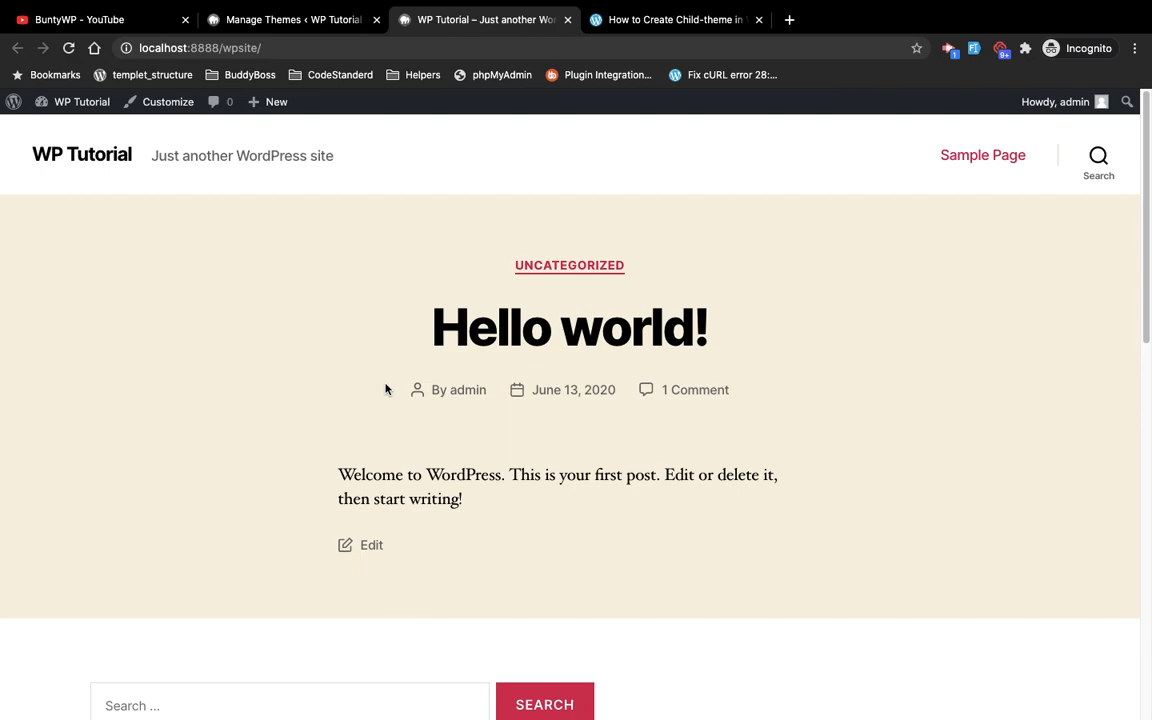 BuntyWP - YouTube
Manage Themes ‹ WP Tutorial
WP Tutorial – Just another Wor
How to Create Child-theme in
localhost:8888/wpsite/
1
9+
Incognito
Bookmarks
templet_structure
BuddyBoss
CodeStanderd
Helpers
phpMyAdmin
Plugin Integration...
Fix cURL error 28:...
WP Tutorial
Customize
0
New
Howdy, admin
WP Tutorial
Just another WordPress site
Sample Page
Search
UNCATEGORIZED
Hello world!
By admin
June 13, 2020
1 Comment
Welcome to WordPress. This is your first post. Edit or delete it,
then start writing!
Edit
Search ...
SEARCH